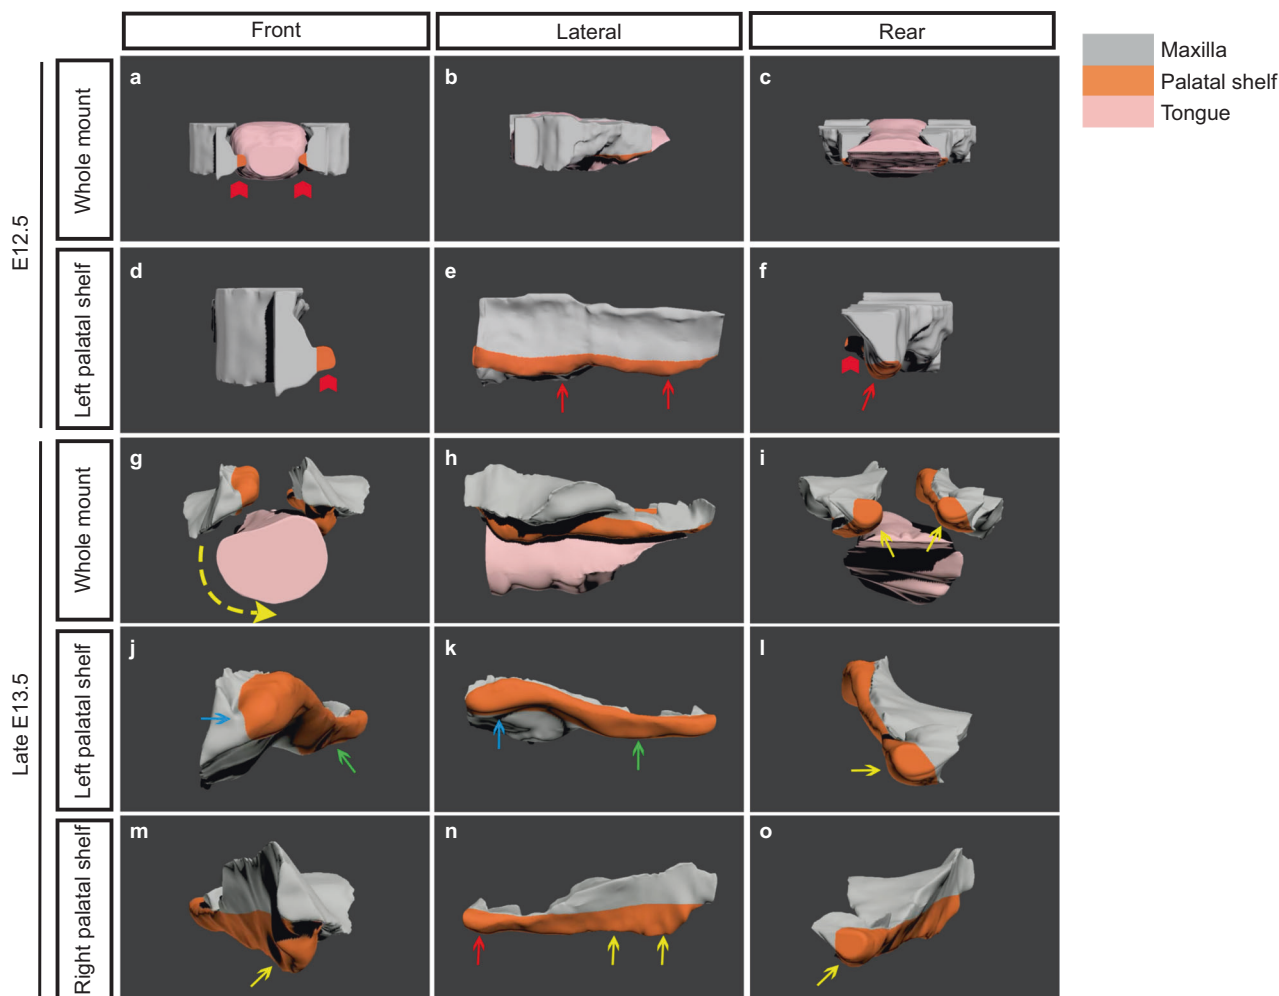 Front
Lateral
Rear
Maxilla
Palatal shelf
Tongue
E12.5
Whole mount
a
b
c
Left palatal shelf
d
e
f
Late E13.5
Whole mount
g
h
i
Left palatal shelf
j
k
l
Right palatal shelf
m
n
o